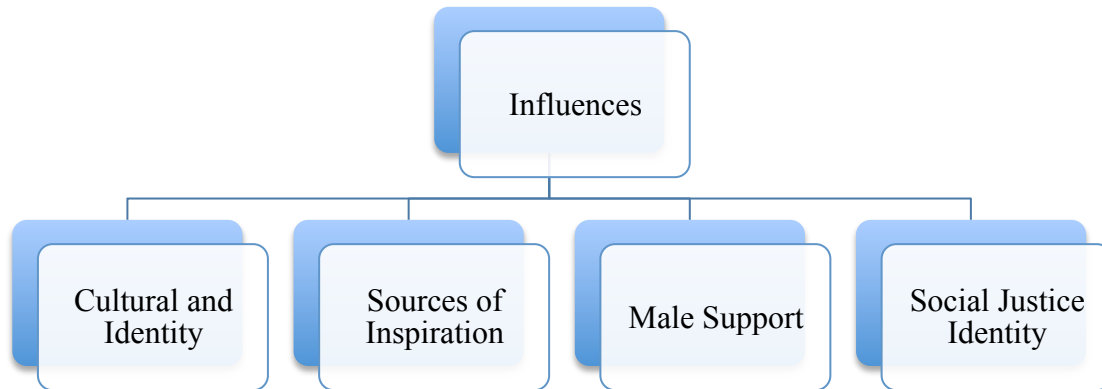 Influences
Cultural and
Identity
Sources of
Inspiration
Male Support
Social Justice
Identity